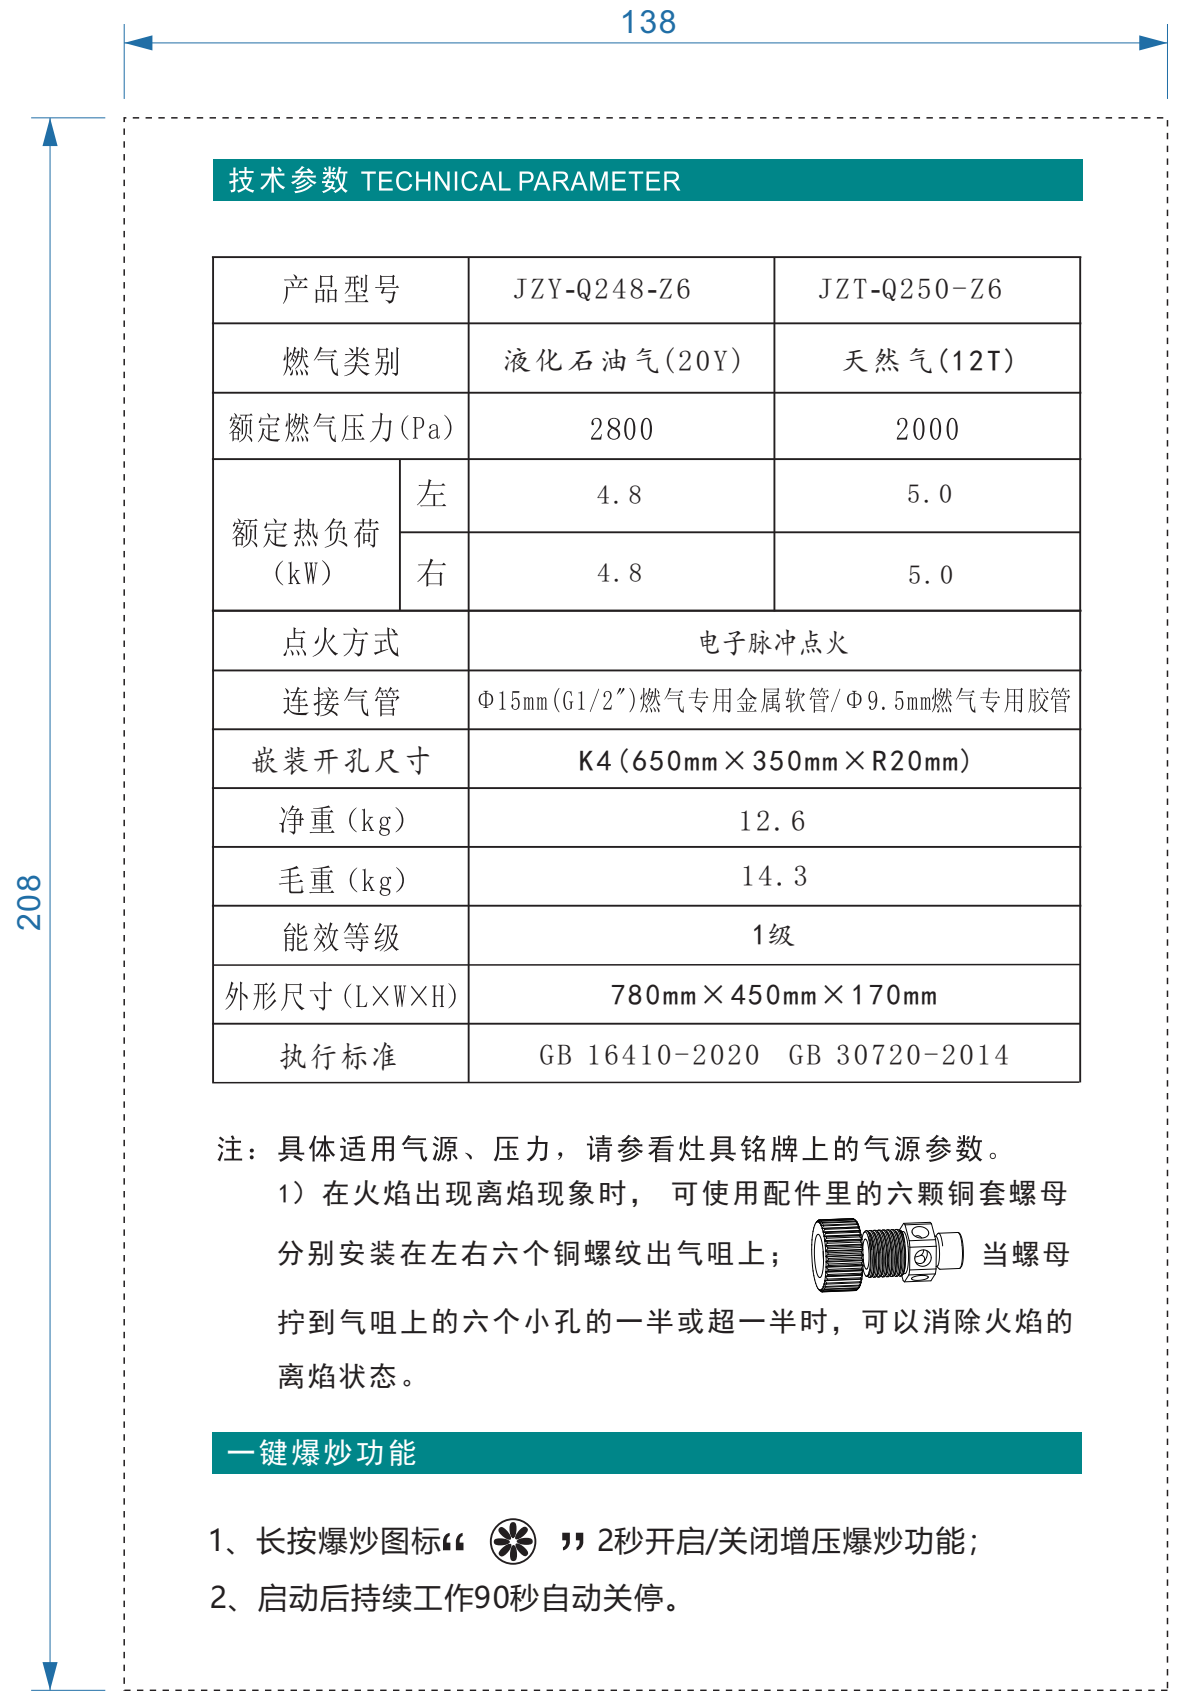 138
208
技术参数 TECHNICAL PARAMETER
产品型号 JZY-Q248-Z6 JZT-Q250-Z6
燃气类别 液化石油气(20Y) 天然气(12T)
额定燃气压力(Pa) 2800 2000
额定热负荷(kW) 左 4.8 5.0
右 4.8 5.0
点火方式 电子脉冲点火
连接气管 Φ15mm(G1/2″)燃气专用金属软管/Φ9.5mm燃气专用胶管
嵌装开孔尺寸 K4(650mm×350mm×R20mm)
净重(kg) 12.6
毛重(kg) 14.3
能效等级 1级
外形尺寸(L×W×H) 780mm×450mm×170mm
执行标准 GB 16410-2020 GB 30720-2014
注：具体适用气源、压力，请参看灶具铭牌上的气源参数。
1）在火焰出现离焰现象时， 可使用配件里的六颗铜套螺母
分别安装在左右六个铜螺纹出气咀上； 当螺母
拧到气咀上的六个小孔的一半或超一半时，可以消除火焰的
离焰状态。
一键爆炒功能
1、长按爆炒图标“ ” 2秒开启/关闭增压爆炒功能；
2、启动后持续工作90秒自动关停。